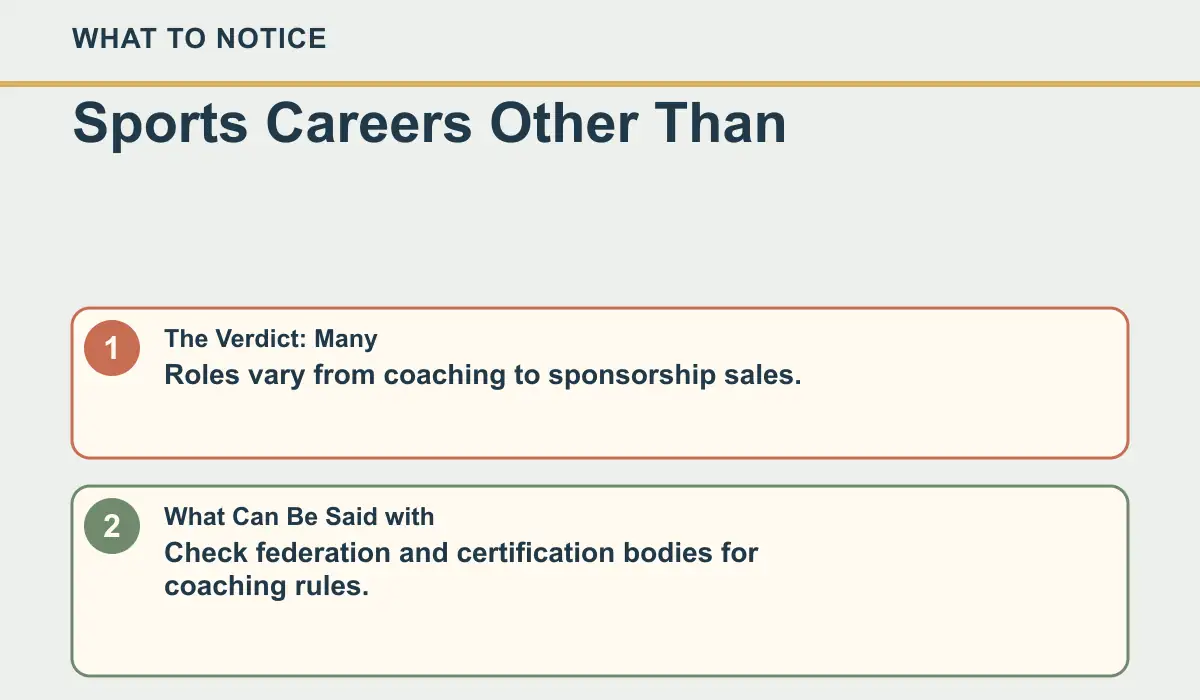 WHAT TO NOTICE
Sports Careers Other Than
1
The Verdict: Many
Roles vary from coaching to sponsorship sales.
2
What Can Be Said with
Check federation and certification bodies for
coaching rules.